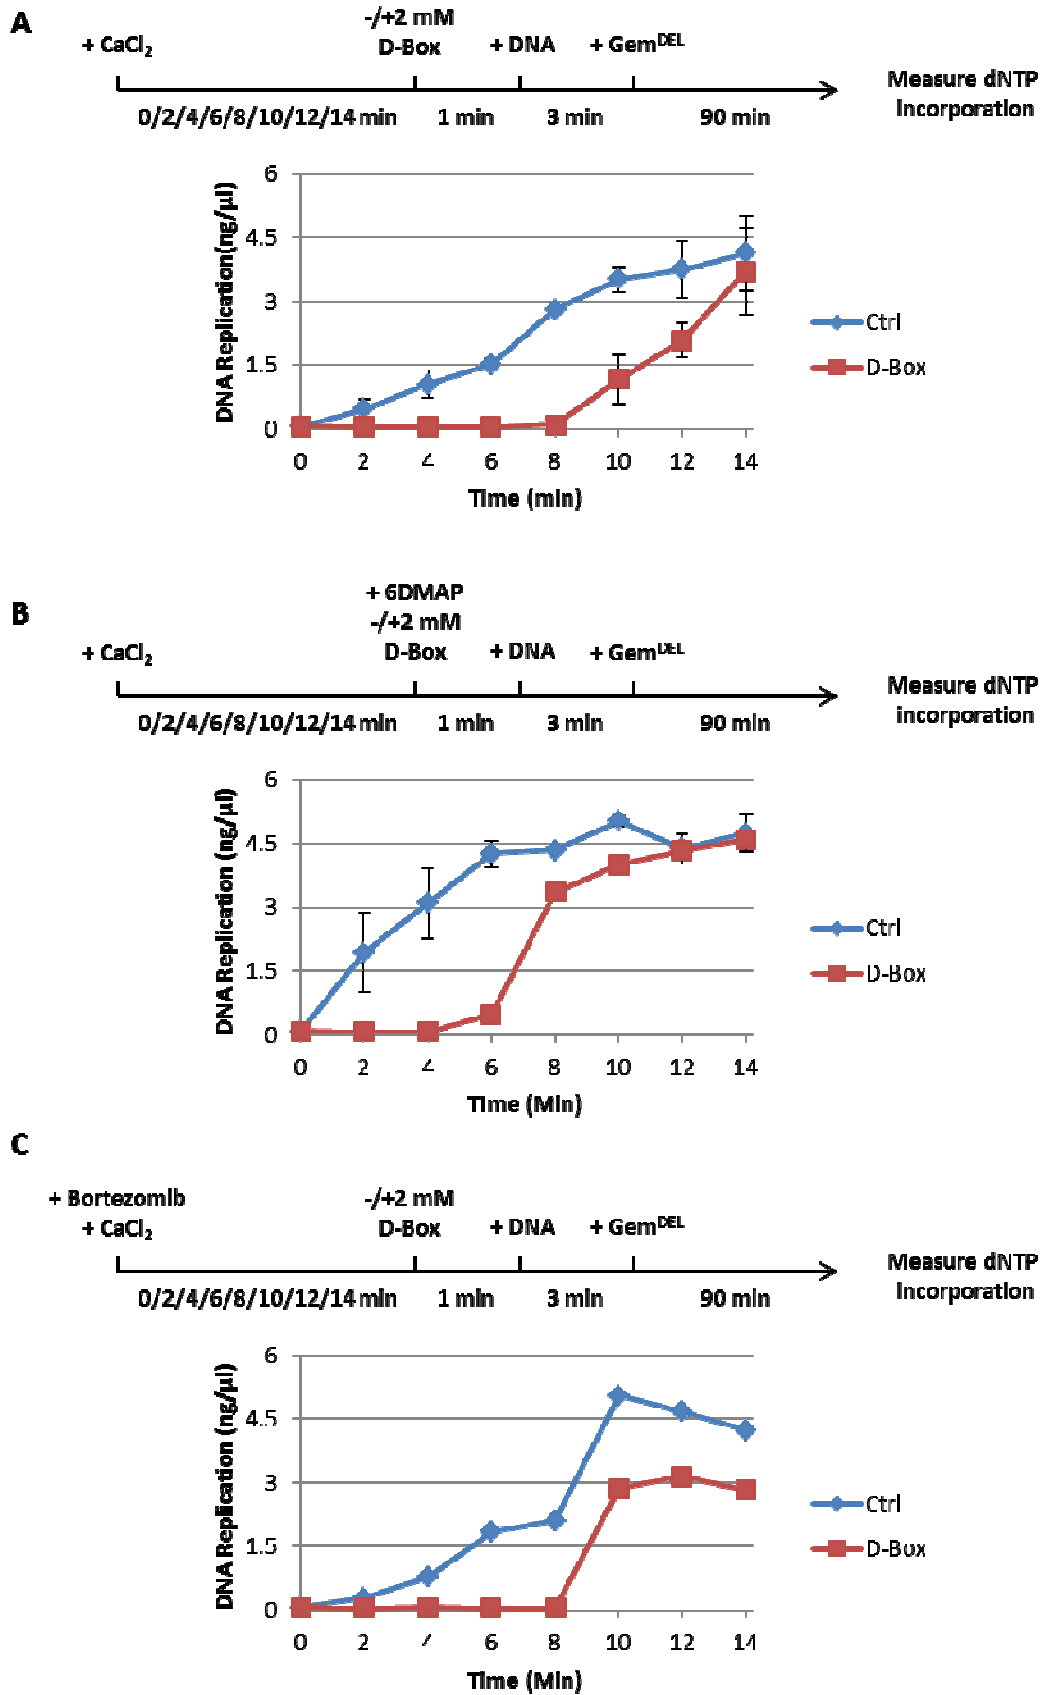 A
-/+2 mM
+ CaCl2 D-Box + DNA + Gem^DEL
Measure dNTP
0/2/4/6/8/10/12/14 min 1 min 3 min 90 min
Incorporation
6
4.5
3
1.5
0
DNA Replication(ng/µl)
0 2 4 6 8 10 12 14
Time (min)
Ctrl
D-Box
B
+ 6DMAP
-/+2 mM
+ CaCl2 D-Box + DNA + Gem^DEL
Measure dNTP
0/2/4/6/8/10/12/14 min 1 min 3 min 90 min
incorporation
6
4.5
3
1.5
0
DNA Replication (ng/µl)
0 2 4 6 8 10 12 14
Time (Min)
Ctrl
D-Box
C
+ Bortezomib -/+2 mM
+ CaCl2 D-Box + DNA + Gem^DEL
Measure dNTP
0/2/4/6/8/10/12/14 min 1 min 3 min 90 min
Incorporation
6
4.5
3
1.5
0
DNA Replication (ng/µl)
0 2 4 6 8 10 12 14
Time (Min)
Ctrl
D-Box